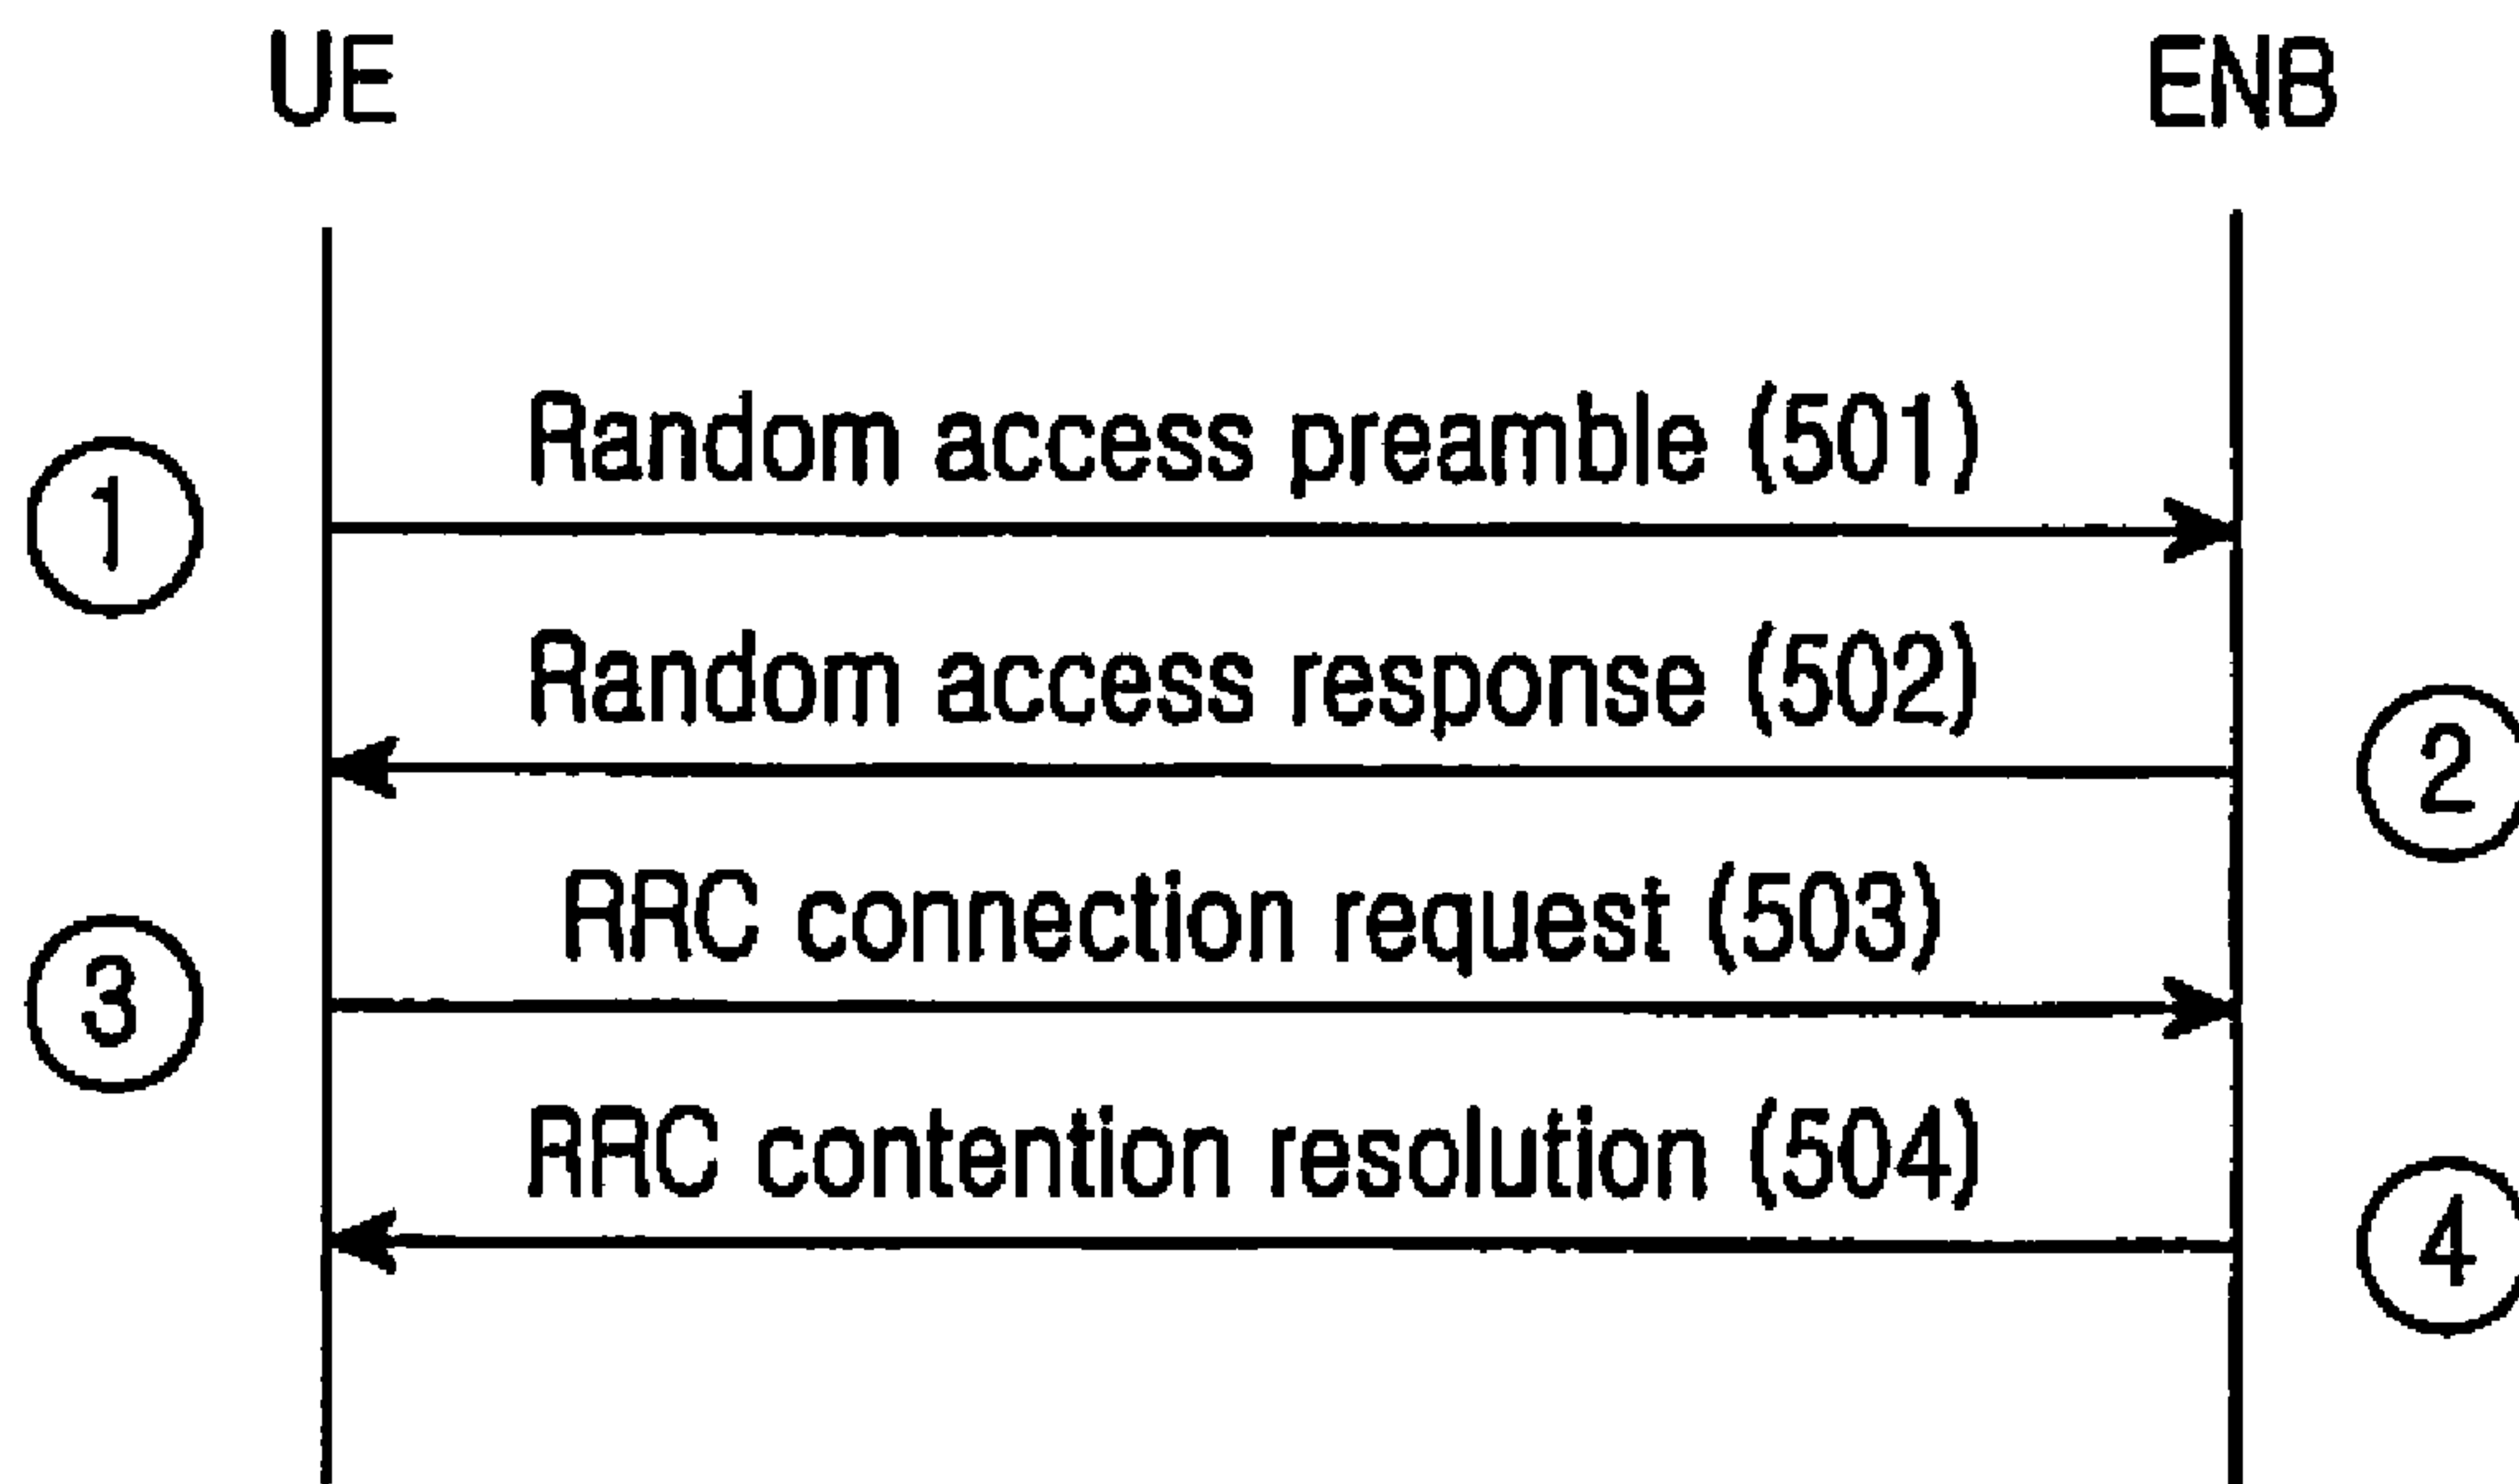 UE ENB
Random access preamble (501)
1
Random access response (502)
2
RRC connection request (503)
3
RRC contention resolution (504)
4